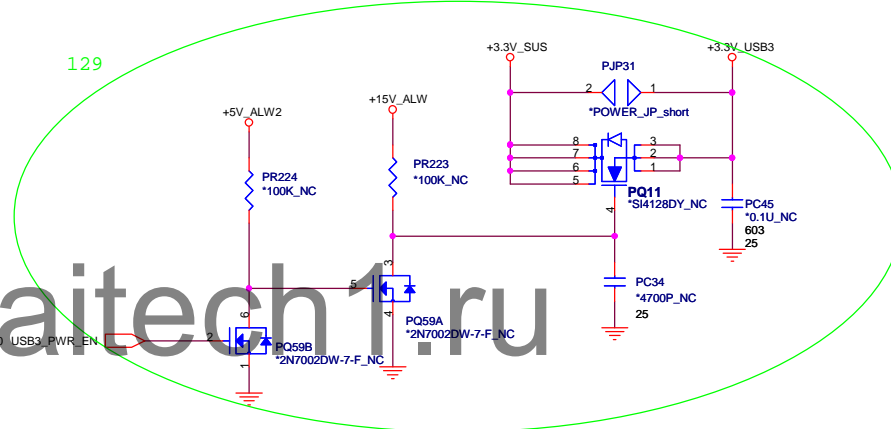 129
+3.3V_SUS
+3.3V_USB3
PJP31
2
1
*POWER_JP_short
+5V_ALW2
+15V_ALW
PR224
*100K_NC
PR223
*100K_NC
8
7
6
5
3
2
1
4
PQ11
*SI4128DY_NC
PC45
*0.1U_NC
603
25
PC34
*4700P_NC
25
3
5
4
PQ59A
*2N7002DW-7-F_NC
6
2
1
PQ59B
*2N7002DW-7-F_NC
USB3_PWR_EN
aitech1.ru